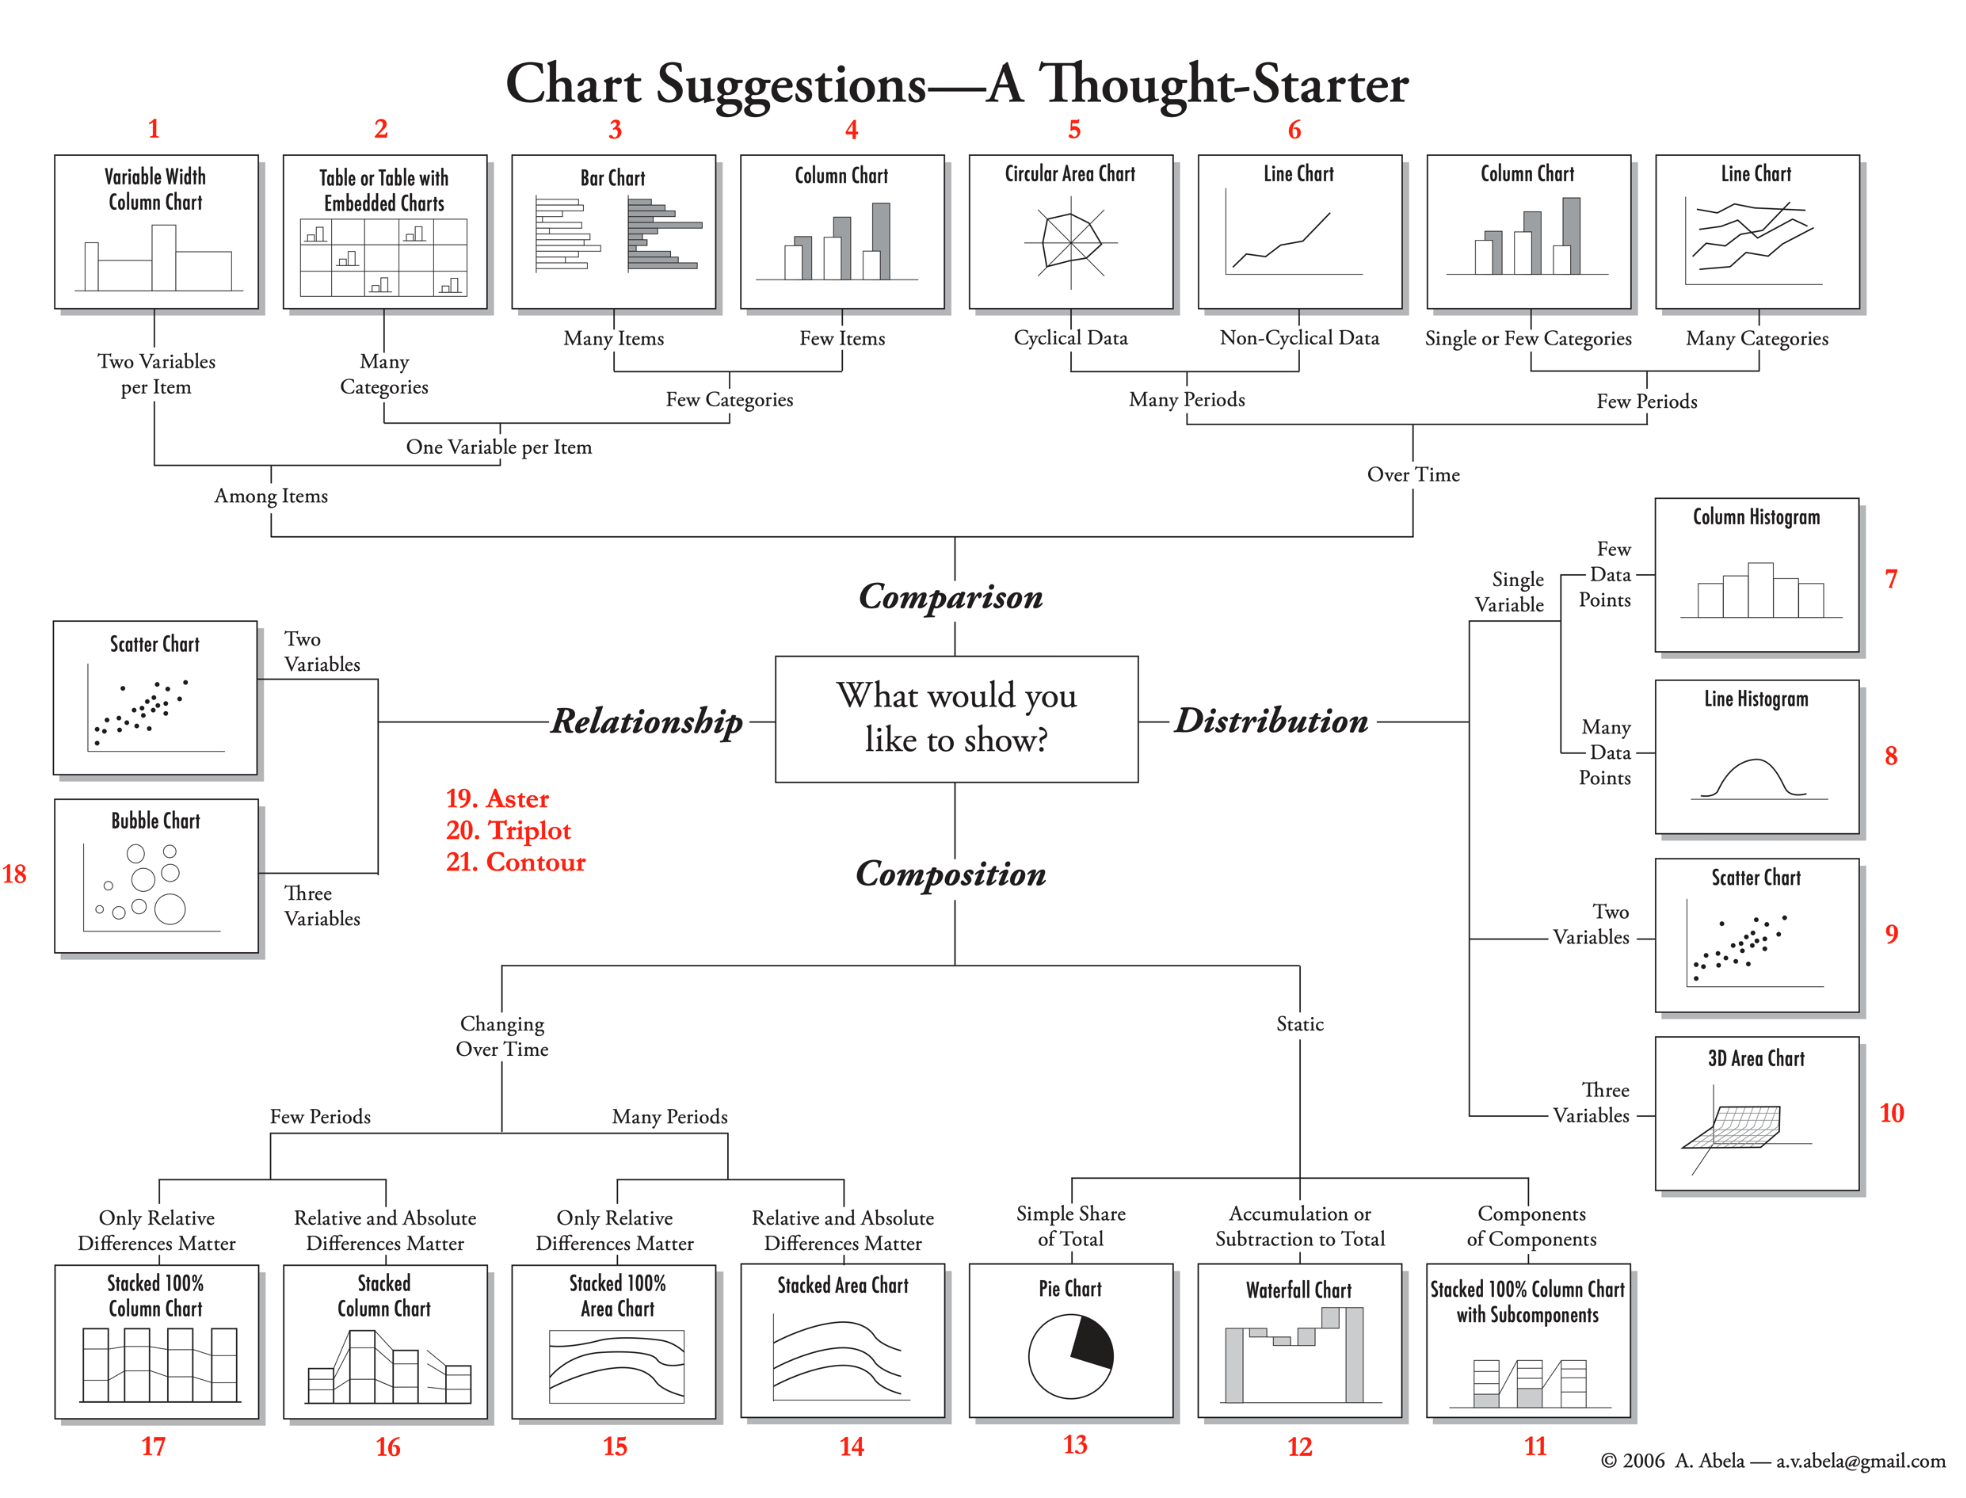 Chart Suggestions—A Thought-Starter
1
2
3
4
5
6
Variable Width
Column Chart
Table or Table with
Embedded Charts
Bar Chart
Column Chart
Circular Area Chart
Line Chart
Column Chart
Line Chart
Two Variables
per Item
Many
Categories
Many Items
Few Items
Cyclical Data
Non-Cyclical Data
Single or Few Categories
Many Categories
Few Categories
Many Periods
Few Periods
One Variable per Item
Among Items
Over Time
Comparison
What would you
like to show?
Relationship
Two
Variables
Scatter Chart
Three
Variables
Bubble Chart
18
19. Aster
20. Triplot
21. Contour
Distribution
Single
Variable
Few
Data
Points
Column Histogram
7
Many
Data
Points
Line Histogram
8
Two
Variables
Scatter Chart
9
Three
Variables
3D Area Chart
10
Composition
Changing
Over Time
Static
Few Periods
Many Periods
Only Relative
Differences Matter
Relative and Absolute
Differences Matter
Only Relative
Differences Matter
Relative and Absolute
Differences Matter
Simple Share
of Total
Accumulation or
Subtraction to Total
Components
of Components
Stacked 100%
Column Chart
Stacked
Column Chart
Stacked 100%
Area Chart
Stacked Area Chart
Pie Chart
Waterfall Chart
Stacked 100% Column Chart
with Subcomponents
17
16
15
14
13
12
11
© 2006 A. Abela — a.v.abela@gmail.com